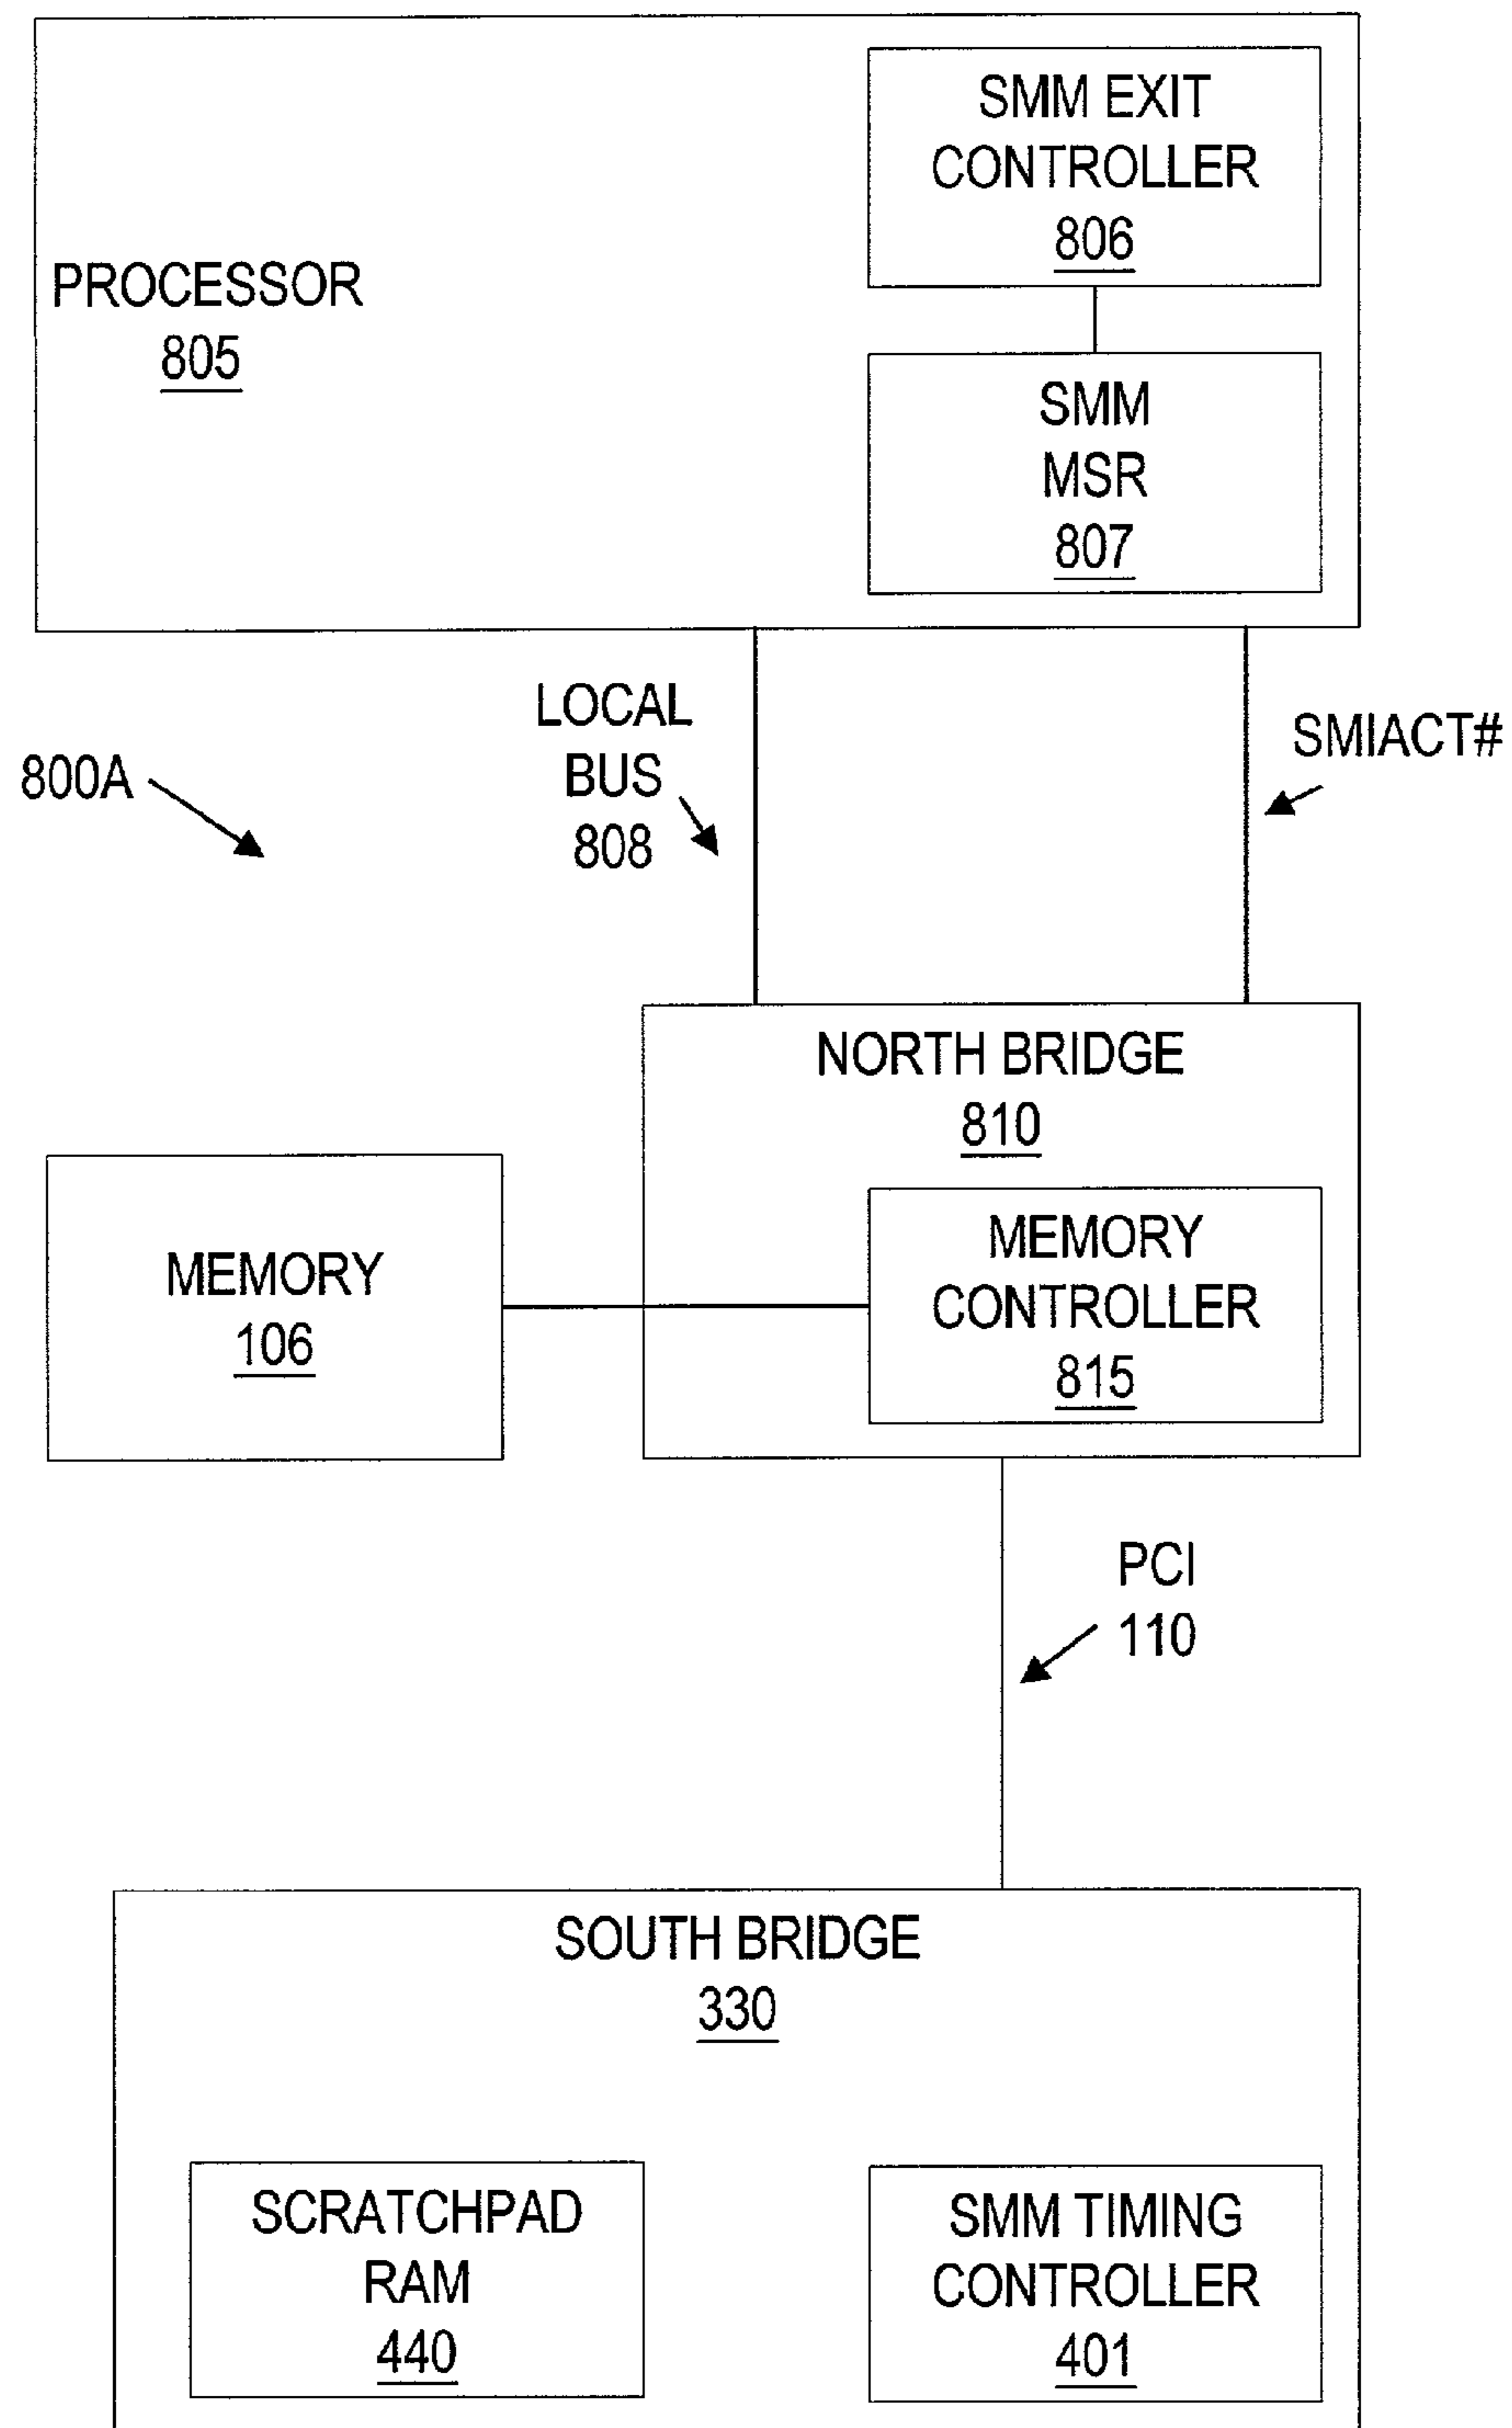 SMM EXIT
CONTROLLER
806
PROCESSOR
805
SMM
MSR
807
LOCAL
BUS
808
SMIACT#
800A
NORTH BRIDGE
810
MEMORY
CONTROLLER
815
MEMORY
106
PCI
110
SOUTH BRIDGE
330
SCRATCHPAD
RAM
440
SMM TIMING
CONTROLLER
401